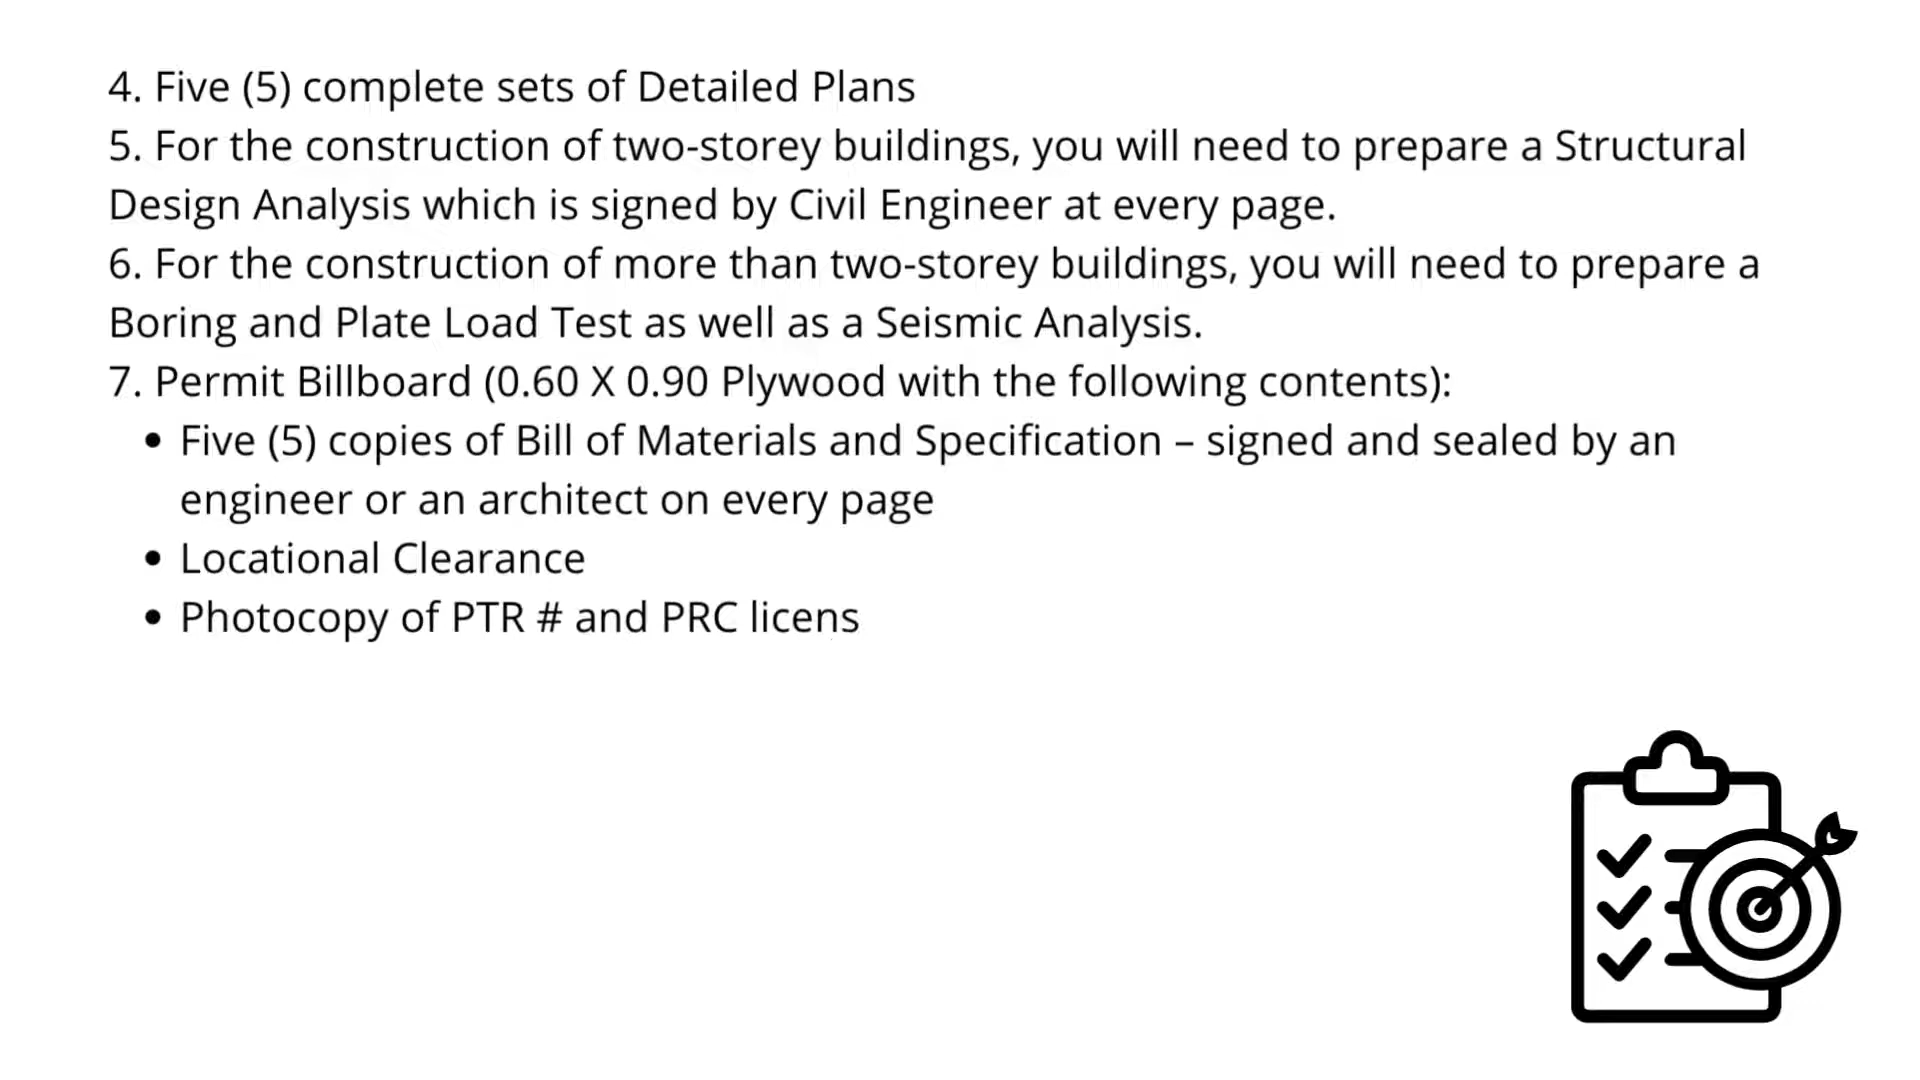 4. Five (5) complete sets of Detailed Plans
5. For the construction of two-storey buildings, you will need to prepare a Structural
Design Analysis which is signed by Civil Engineer at every page.
6. For the construction of more than two-storey buildings, you will need to prepare a
Boring and Plate Load Test as well as a Seismic Analysis.
7. Permit Billboard (0.60 X 0.90 Plywood with the following contents):
• Five (5) copies of Bill of Materials and Specification – signed and sealed by an
engineer or an architect on every page
• Locational Clearance
• Photocopy of PTR # and PRC licens